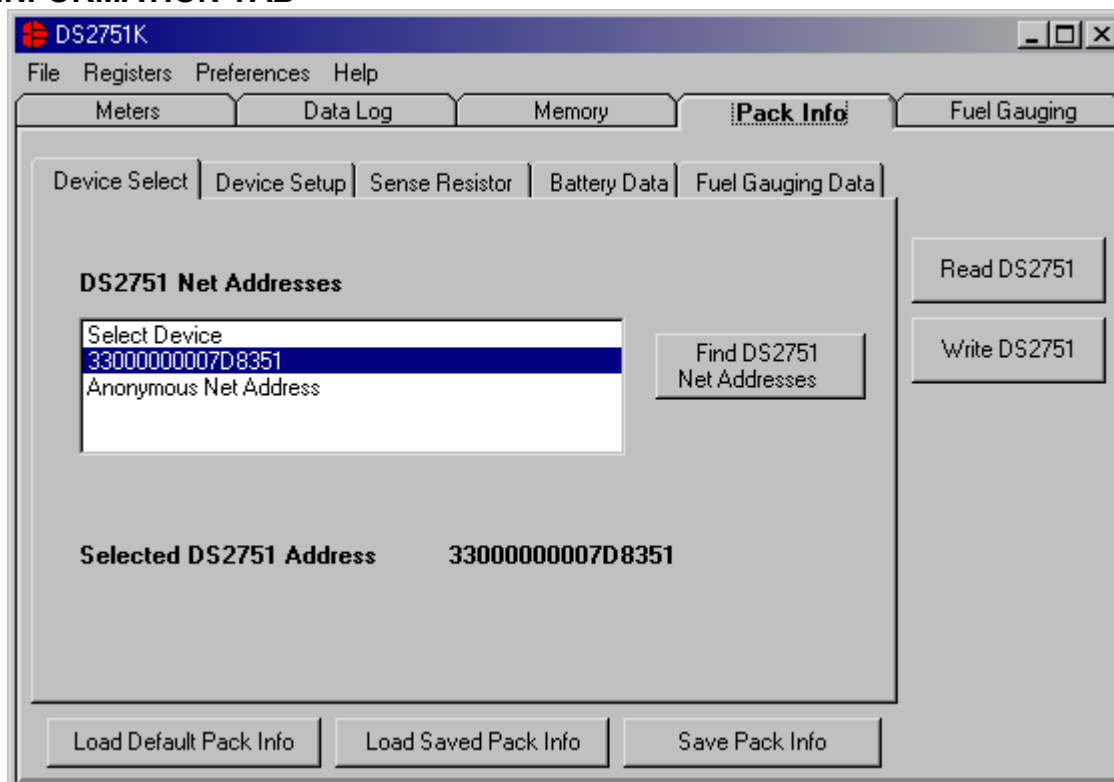 INFORMATION TAB
DS2751K
File Registers Preferences Help
Meters Data Log Memory Pack Info Fuel Gauging
Device Select Device Setup Sense Resistor Battery Data Fuel Gauging Data
DS2751 Net Addresses
Select Device
33000000007D8351
Anonymous Net Address
Find DS2751
Net Addresses
Read DS2751
Write DS2751
Selected DS2751 Address 33000000007D8351
Load Default Pack Info Load Saved Pack Info Save Pack Info